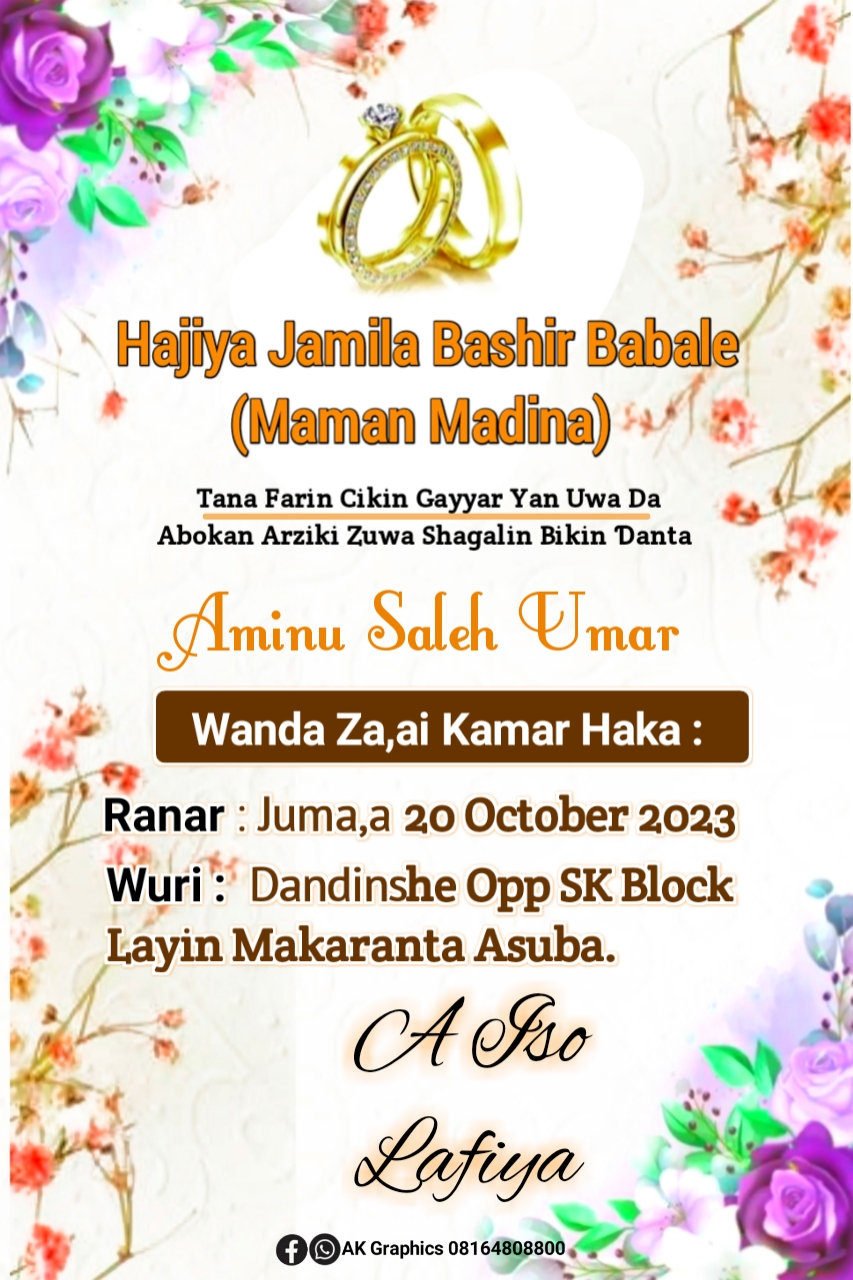 Hajiya Jamila Bashir Babale
(Maman Madina)
Tana Farin Cikin Gayyar Yan Uwa Da
Abokan Arziki Zuwa Shagalin Bikin 'Danta
Aminu Saleh Umar
Wanda Za,ai Kamar Haka :
Ranar : Juma,a 20 October 2023
Wuri : Dandinshe Opp SK Block
Layin Makaranta Asuba.
A Iso
Lafiya
AK Graphics 08164808800